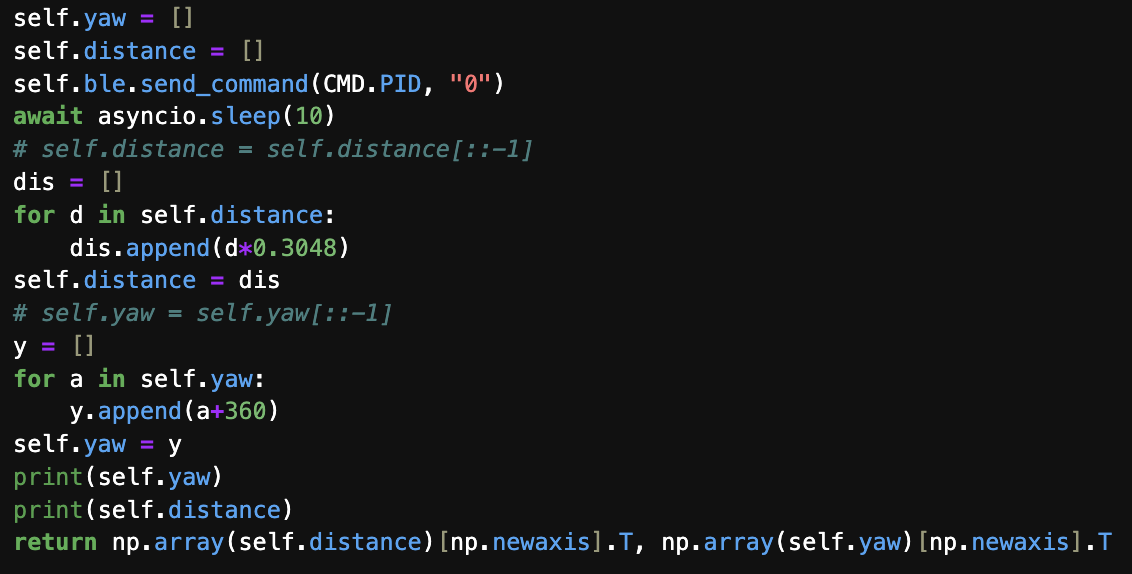 self.yaw = []
self.distance = []
self.ble.send_command(CMD.PID, "0")
await asyncio.sleep(10)
# self.distance = self.distance[::-1]
dis = []
for d in self.distance:
    dis.append(d*0.3048)
self.distance = dis
# self.yaw = self.yaw[::-1]
y = []
for a in self.yaw:
    y.append(a+360)
self.yaw = y
print(self.yaw)
print(self.distance)
return np.array(self.distance)[np.newaxis].T, np.array(self.yaw)[np.newaxis].T